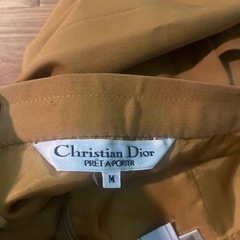 Christian Dior
PRÊT-A-PORTER
M